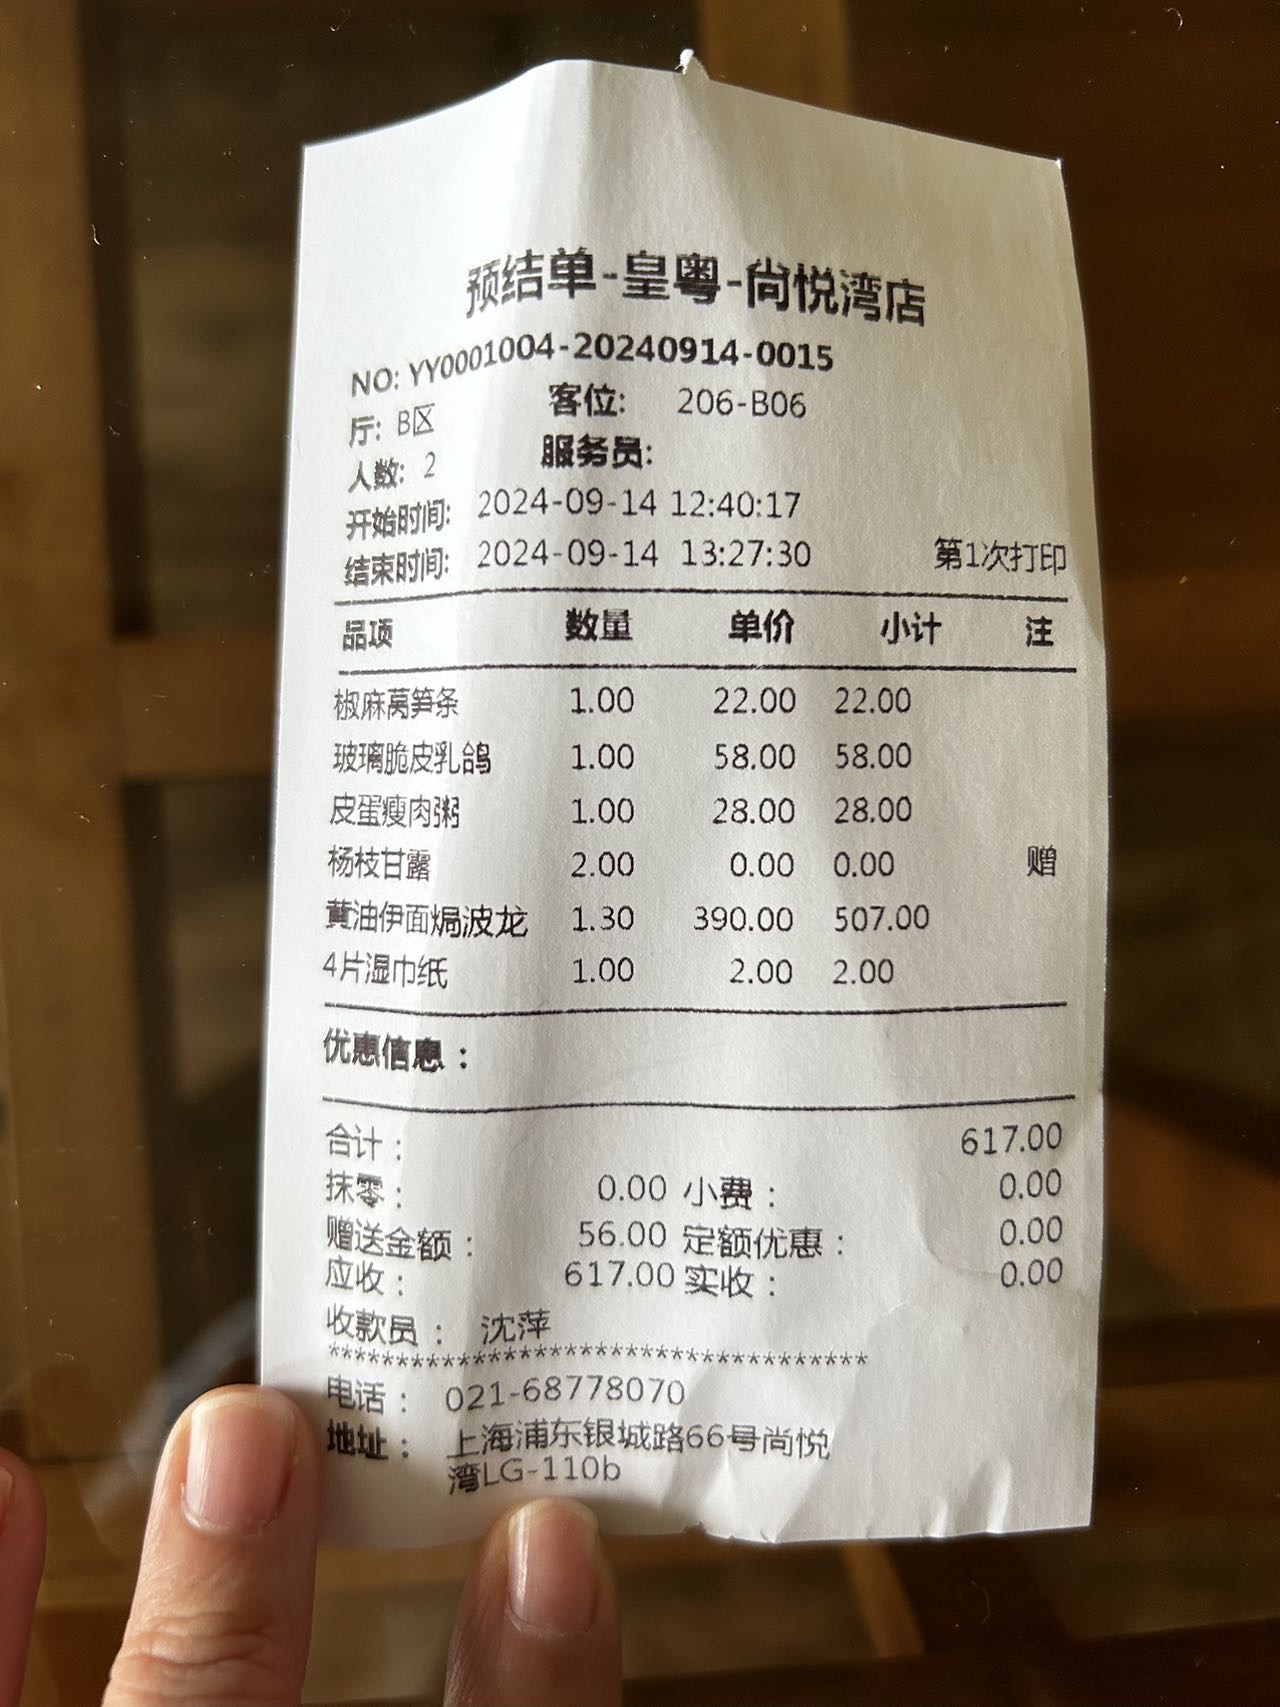 预结单-皇粤-尚悦湾店
NO: YY0001004-20240914-0015
厅: B区 客位: 206-B06
人数: 2 服务员:
开始时间: 2024-09-14 12:40:17
结束时间: 2024-09-14 13:27:30 第1次打印
品项 数量 单价 小计 注
椒麻莴笋条 1.00 22.00 22.00
玻璃脆皮乳鸽 1.00 58.00 58.00
皮蛋瘦肉粥 1.00 28.00 28.00
杨枝甘露 2.00 0.00 0.00 赠
黄油伊面焗波龙 1.30 390.00 507.00
4片湿巾纸 1.00 2.00 2.00
优惠信息：
合计： 617.00
抹零： 0.00 小费： 0.00
赠送金额： 56.00 定额优惠： 0.00
应收： 617.00 实收： 0.00
收款员： 沈萍
***********************************
电话： 021-68778070
地址： 上海浦东银城路66号尚悦
湾LG-110b